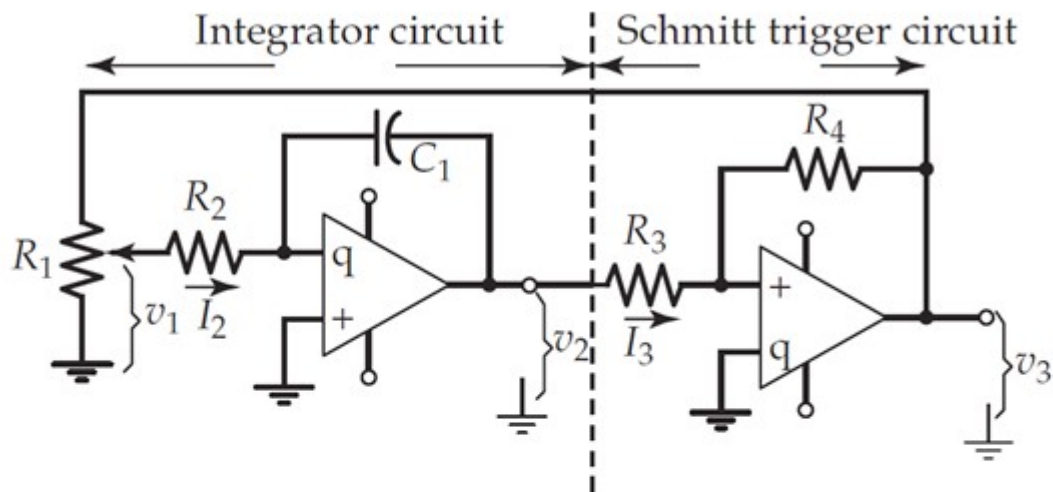 Integrator circuit
Schmitt trigger circuit
R4
C1
R2
R3
R1
q
+
I2
v1
+
q
I3
v2
v3